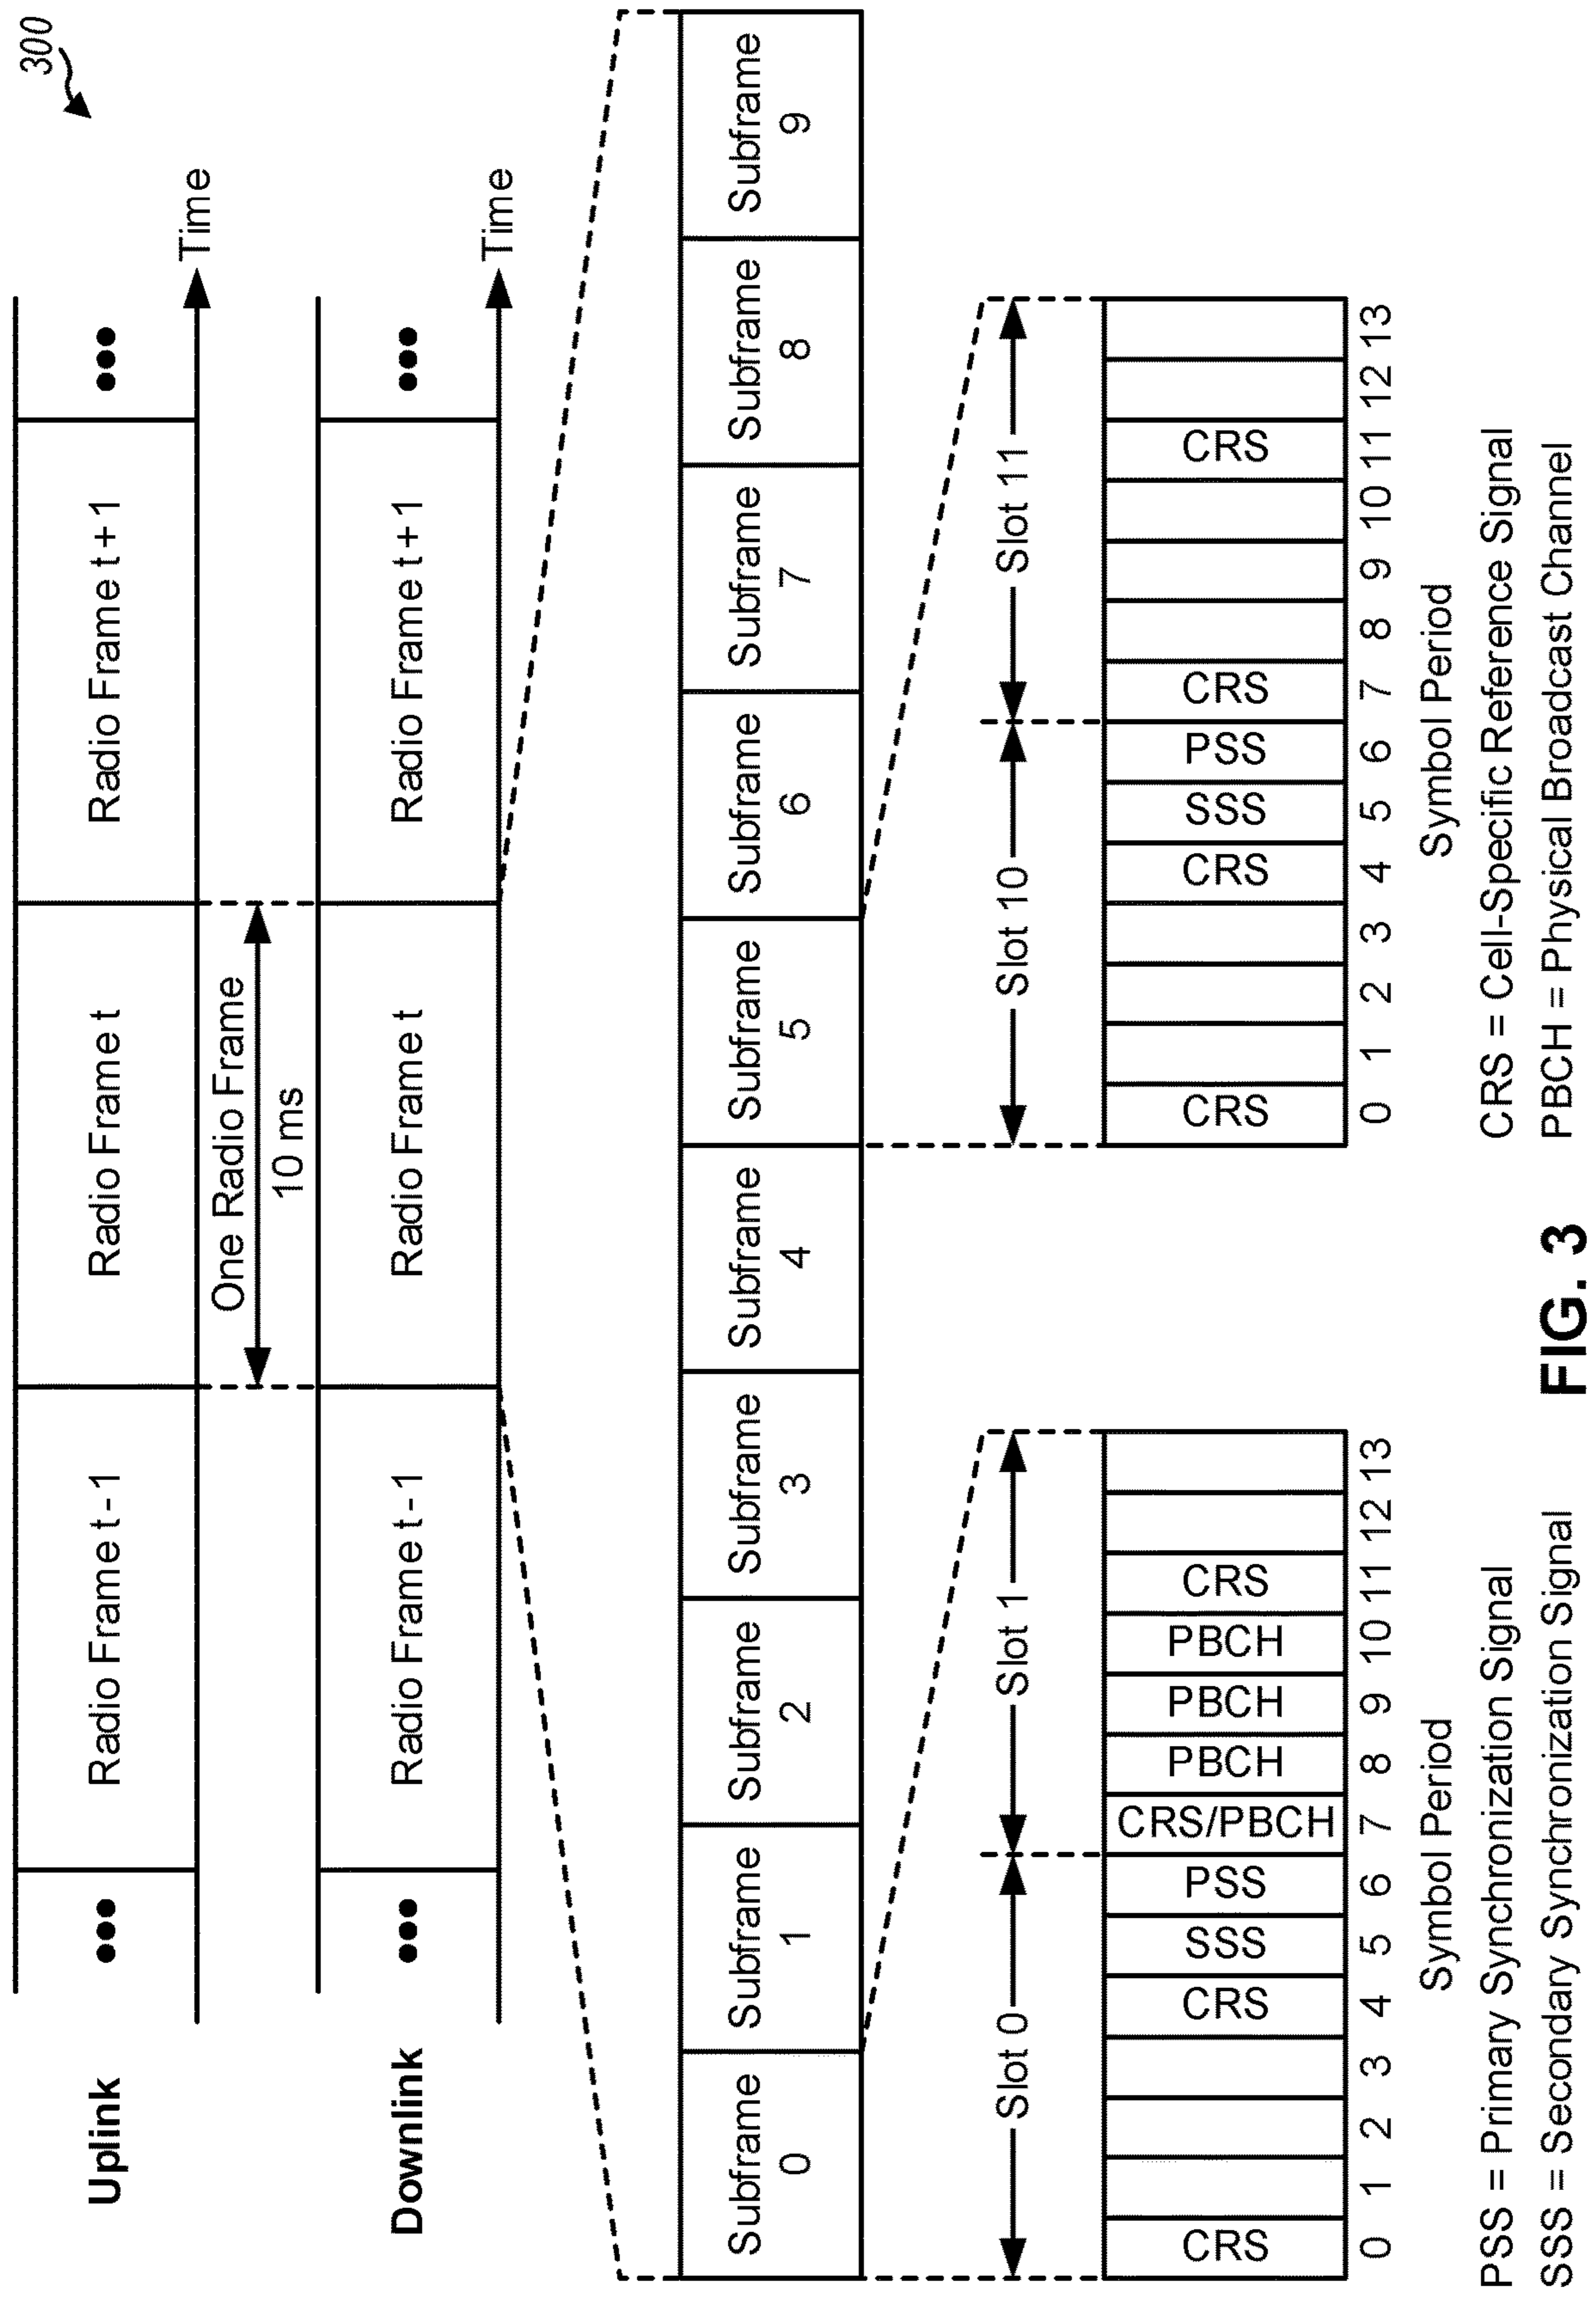 300
Uplink
••• Radio Frame t - 1 Radio Frame t Radio Frame t + 1 •••
Time
One Radio Frame
10 ms
Downlink
••• Radio Frame t - 1 Radio Frame t Radio Frame t + 1 •••
Time
Subframe Subframe Subframe Subframe Subframe Subframe Subframe Subframe Subframe Subframe
0 1 2 3 4 5 6 7 8 9
Slot 0 Slot 1 Slot 10 Slot 11
CRS CRS SSS PSS CRS/PBCH PBCH PBCH PBCH CRS
CRS CRS SSS PSS CRS CRS
0 1 2 3 4 5 6 7 8 9 10 11 12 13
0 1 2 3 4 5 6 7 8 9 10 11 12 13
Symbol Period Symbol Period
PSS = Primary Synchronization Signal
SSS = Secondary Synchronization Signal
CRS = Cell-Specific Reference Signal
PBCH = Physical Broadcast Channel
FIG. 3